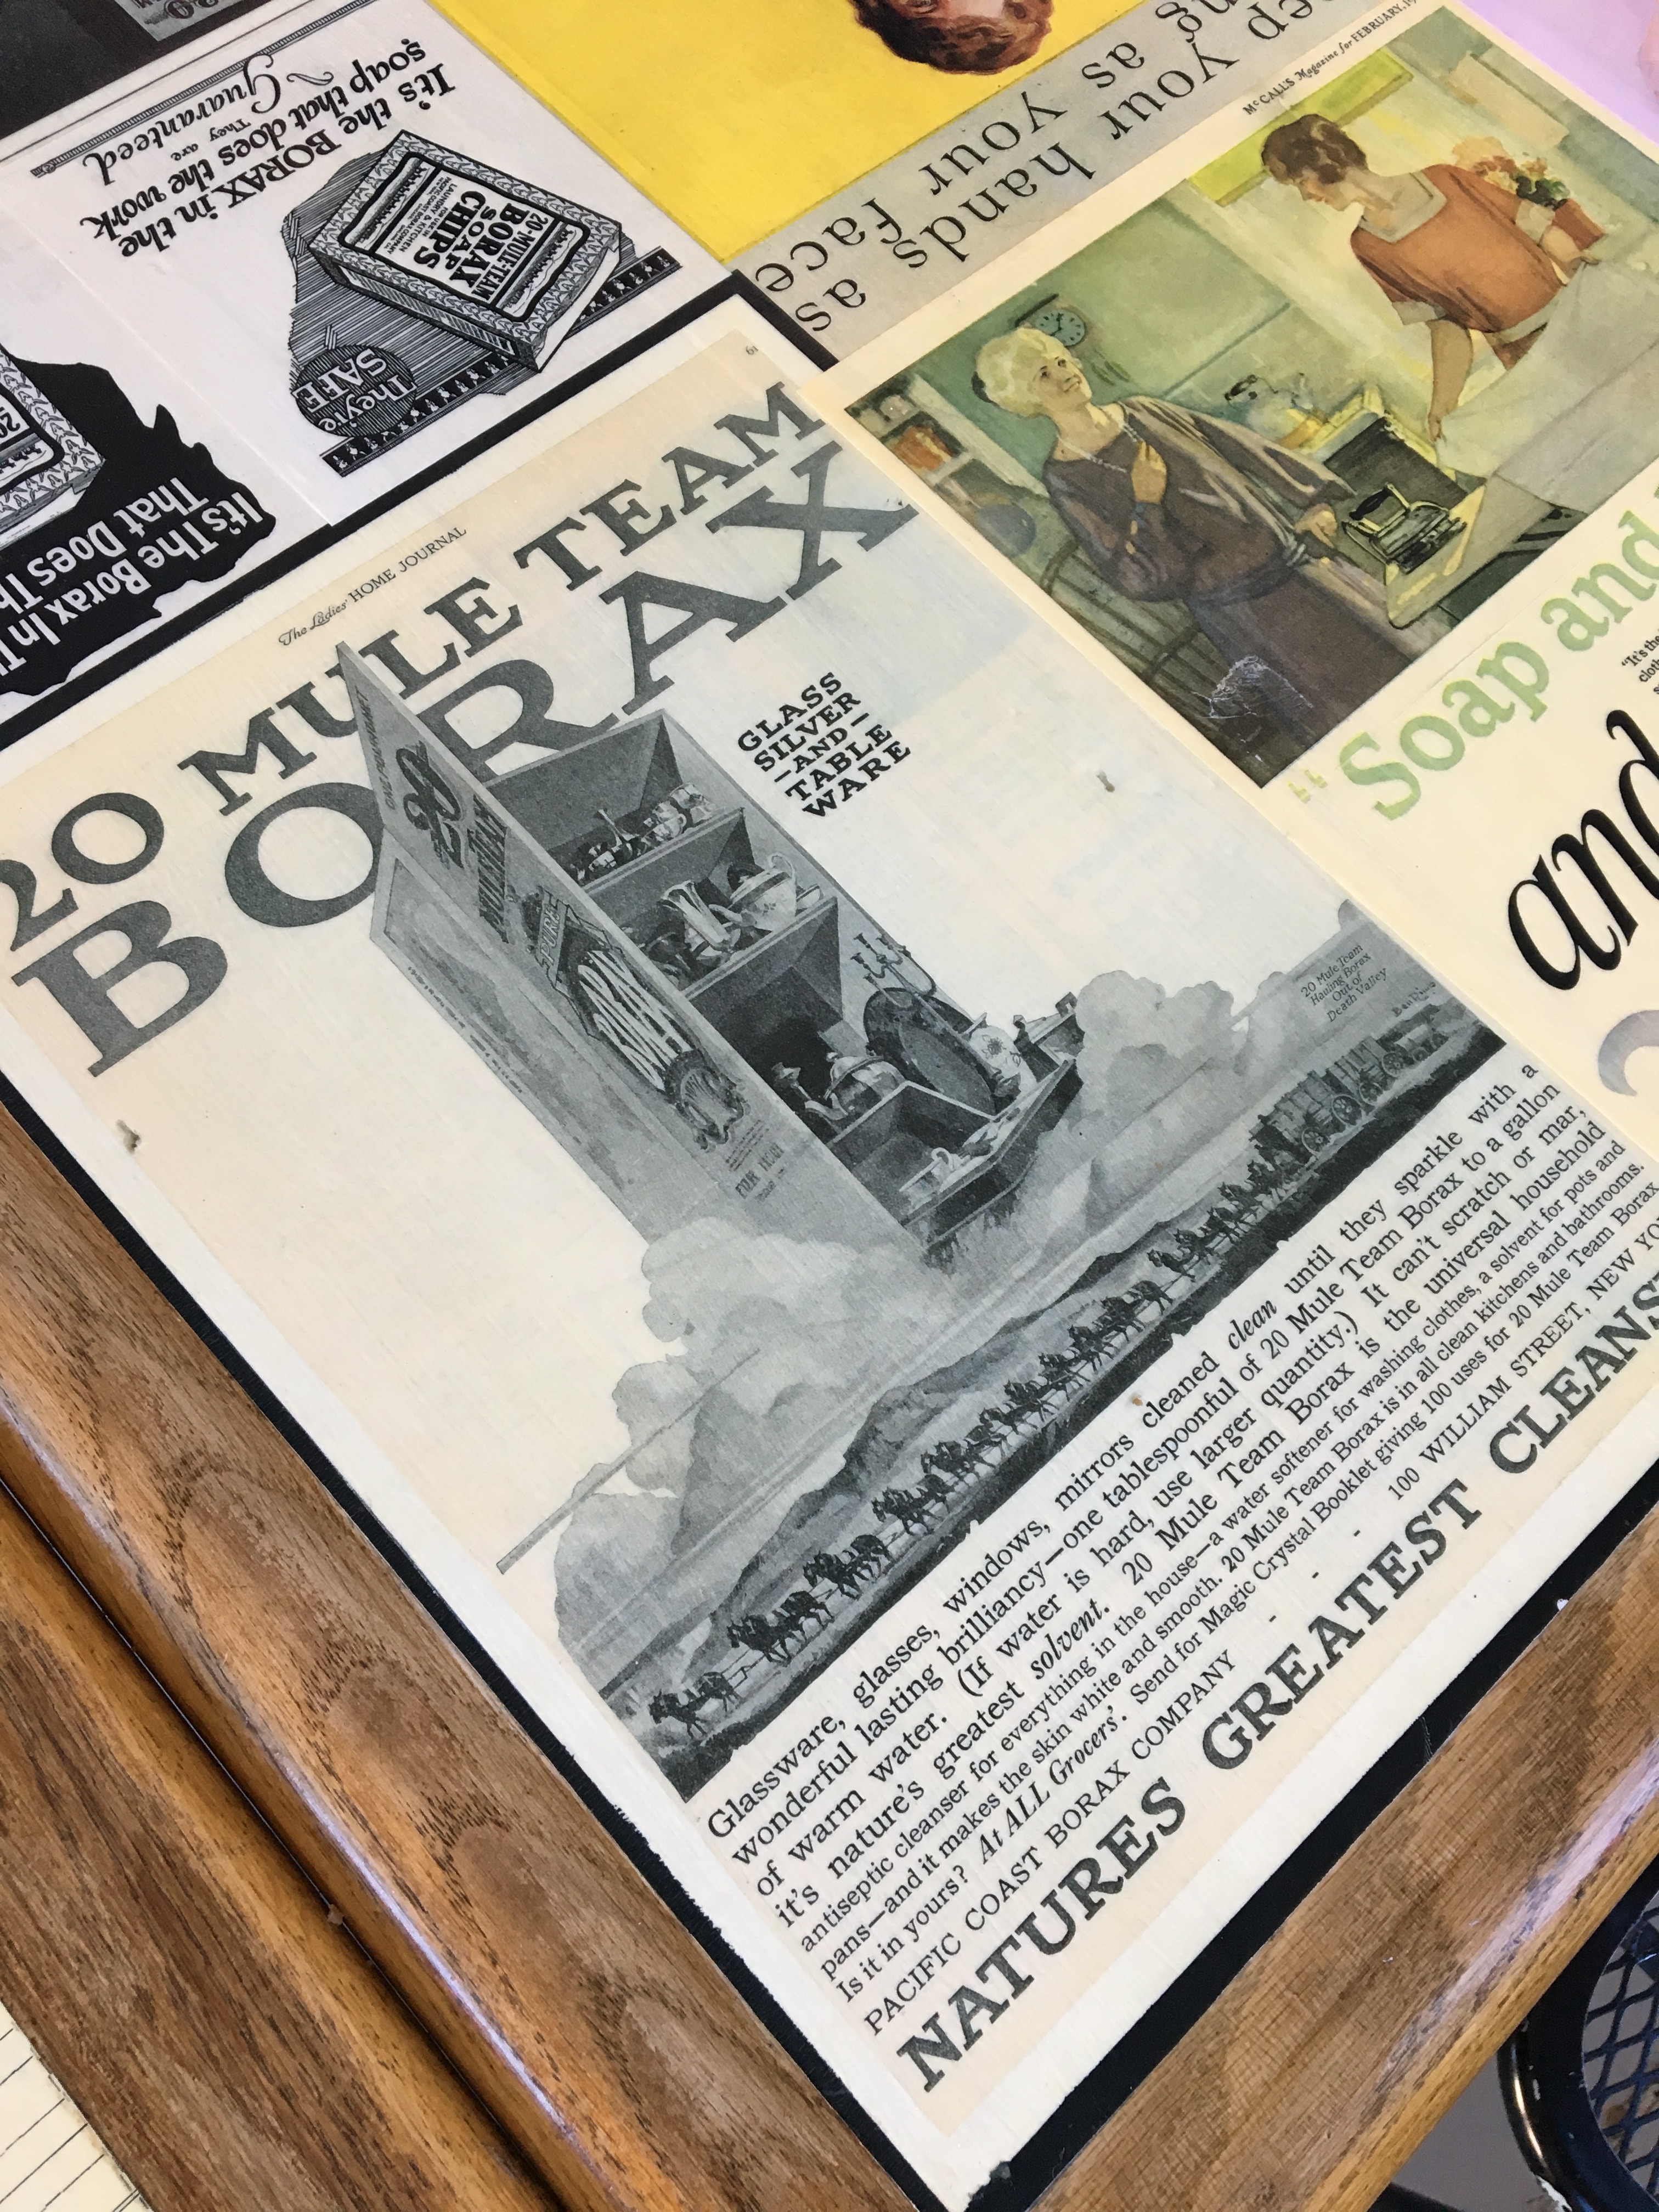 The Ladies' HOME JOURNAL
61
20 MULE TEAM
BORAX
GLASS
SILVER
—AND—
TABLE
WARE
20 Mule Team
Hauling Borax
Out of
Death Valley
PURE
BORAX
Glassware, glasses, windows, mirrors cleaned clean until they sparkle with a
wonderful lasting brilliancy—one tablespoonful of 20 Mule Team Borax to a gallon
of warm water. (If water is hard, use larger quantity.) It can't scratch or mar,
it's nature's greatest solvent. 20 Mule Team Borax is the universal household
antiseptic cleanser for everything in the house—a water softener for washing clothes, a solvent for pots and
pans—and it makes the skin white and smooth. 20 Mule Team Borax is in all clean kitchens and bathrooms.
Is it in yours? At ALL Grocers'. Send for Magic Crystal Booklet giving 100 uses for 20 Mule Team Borax
PACIFIC COAST BORAX COMPANY - - - 100 WILLIAM STREET, NEW YO
NATURES GREATEST CLEANS
McCALL'S Magazine for FEBRUARY, 19
"Soap and
"It's the
and
ep your hands as
ng as your face
It's the BORAX in the
soap that does the work
They are
Guaranteed
20-MULE-TEAM
BORAX
SOAP
CHIPS
They're
SAFE
It's The Borax In
That Does Th